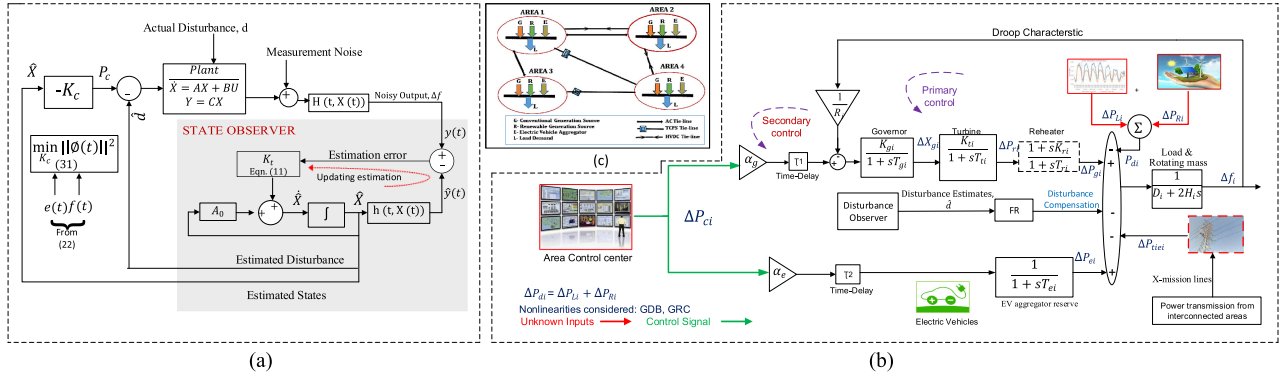 Actual Disturbance, d
Measurement Noise
X̂
P_c
-K_c
-
Plant
Ẋ = AX + BU
Y = CX
+
+
H (t, X (t))
Noisy Output, Δf
d̂
STATE OBSERVER
y(t)
min ||∅(t)||²
K_c
(31)
K_t
Eqn. (11)
Estimation error
+
-
Updating estimation
ŷ(t)
e(t) f(t)
From
(22)
A_0
+
+
Ẋ̂
∫
X̂
h (t, X (t))
Estimated Disturbance
Estimated States
(a)
AREA 1
AREA 2
G R E
G R E
L
L
AREA 3
AREA 4
G R E
G R E
L
L
G- Conventional Generation Source
R- Renewable Generation Source
E- Electric Vehicle Aggregator
L- Load Demand
AC Tie-line
TCPS Tie-line
HVDC Tie-line
(c)
Droop Characterstic
1
R
Primary
control
Secondary
control
+
ΔP_Li
ΔP_Ri
Σ
α_g
τ1
Time-Delay
+
-
Governor
K_gi
1 + sT_gi
ΔX_gi
Turbine
K_ti
1 + sT_ti
ΔP_r
Reheater
1 + sK_ri
1 + sT_ri
ΔP_gi
P_di
-
+
Load &
Rotating mass
1
D_i + 2H_i s
Δf_i
Disturbance
Observer
Disturbance Estimates,
d̂
FR
Disturbance
Compensation
-
-
ΔP_tiei
Area Control center
ΔP_ci
α_e
τ2
Time-Delay
1
1 + sT_ei
ΔP_ei
+
EV aggregator reserve
X-mission lines
Power transmission from
interconnected areas
Electric Vehicles
ΔP_di = ΔP_Li + ΔP_Ri
Nonlinearities considered: GDB, GRC
Unknown Inputs
Control Signal
(b)